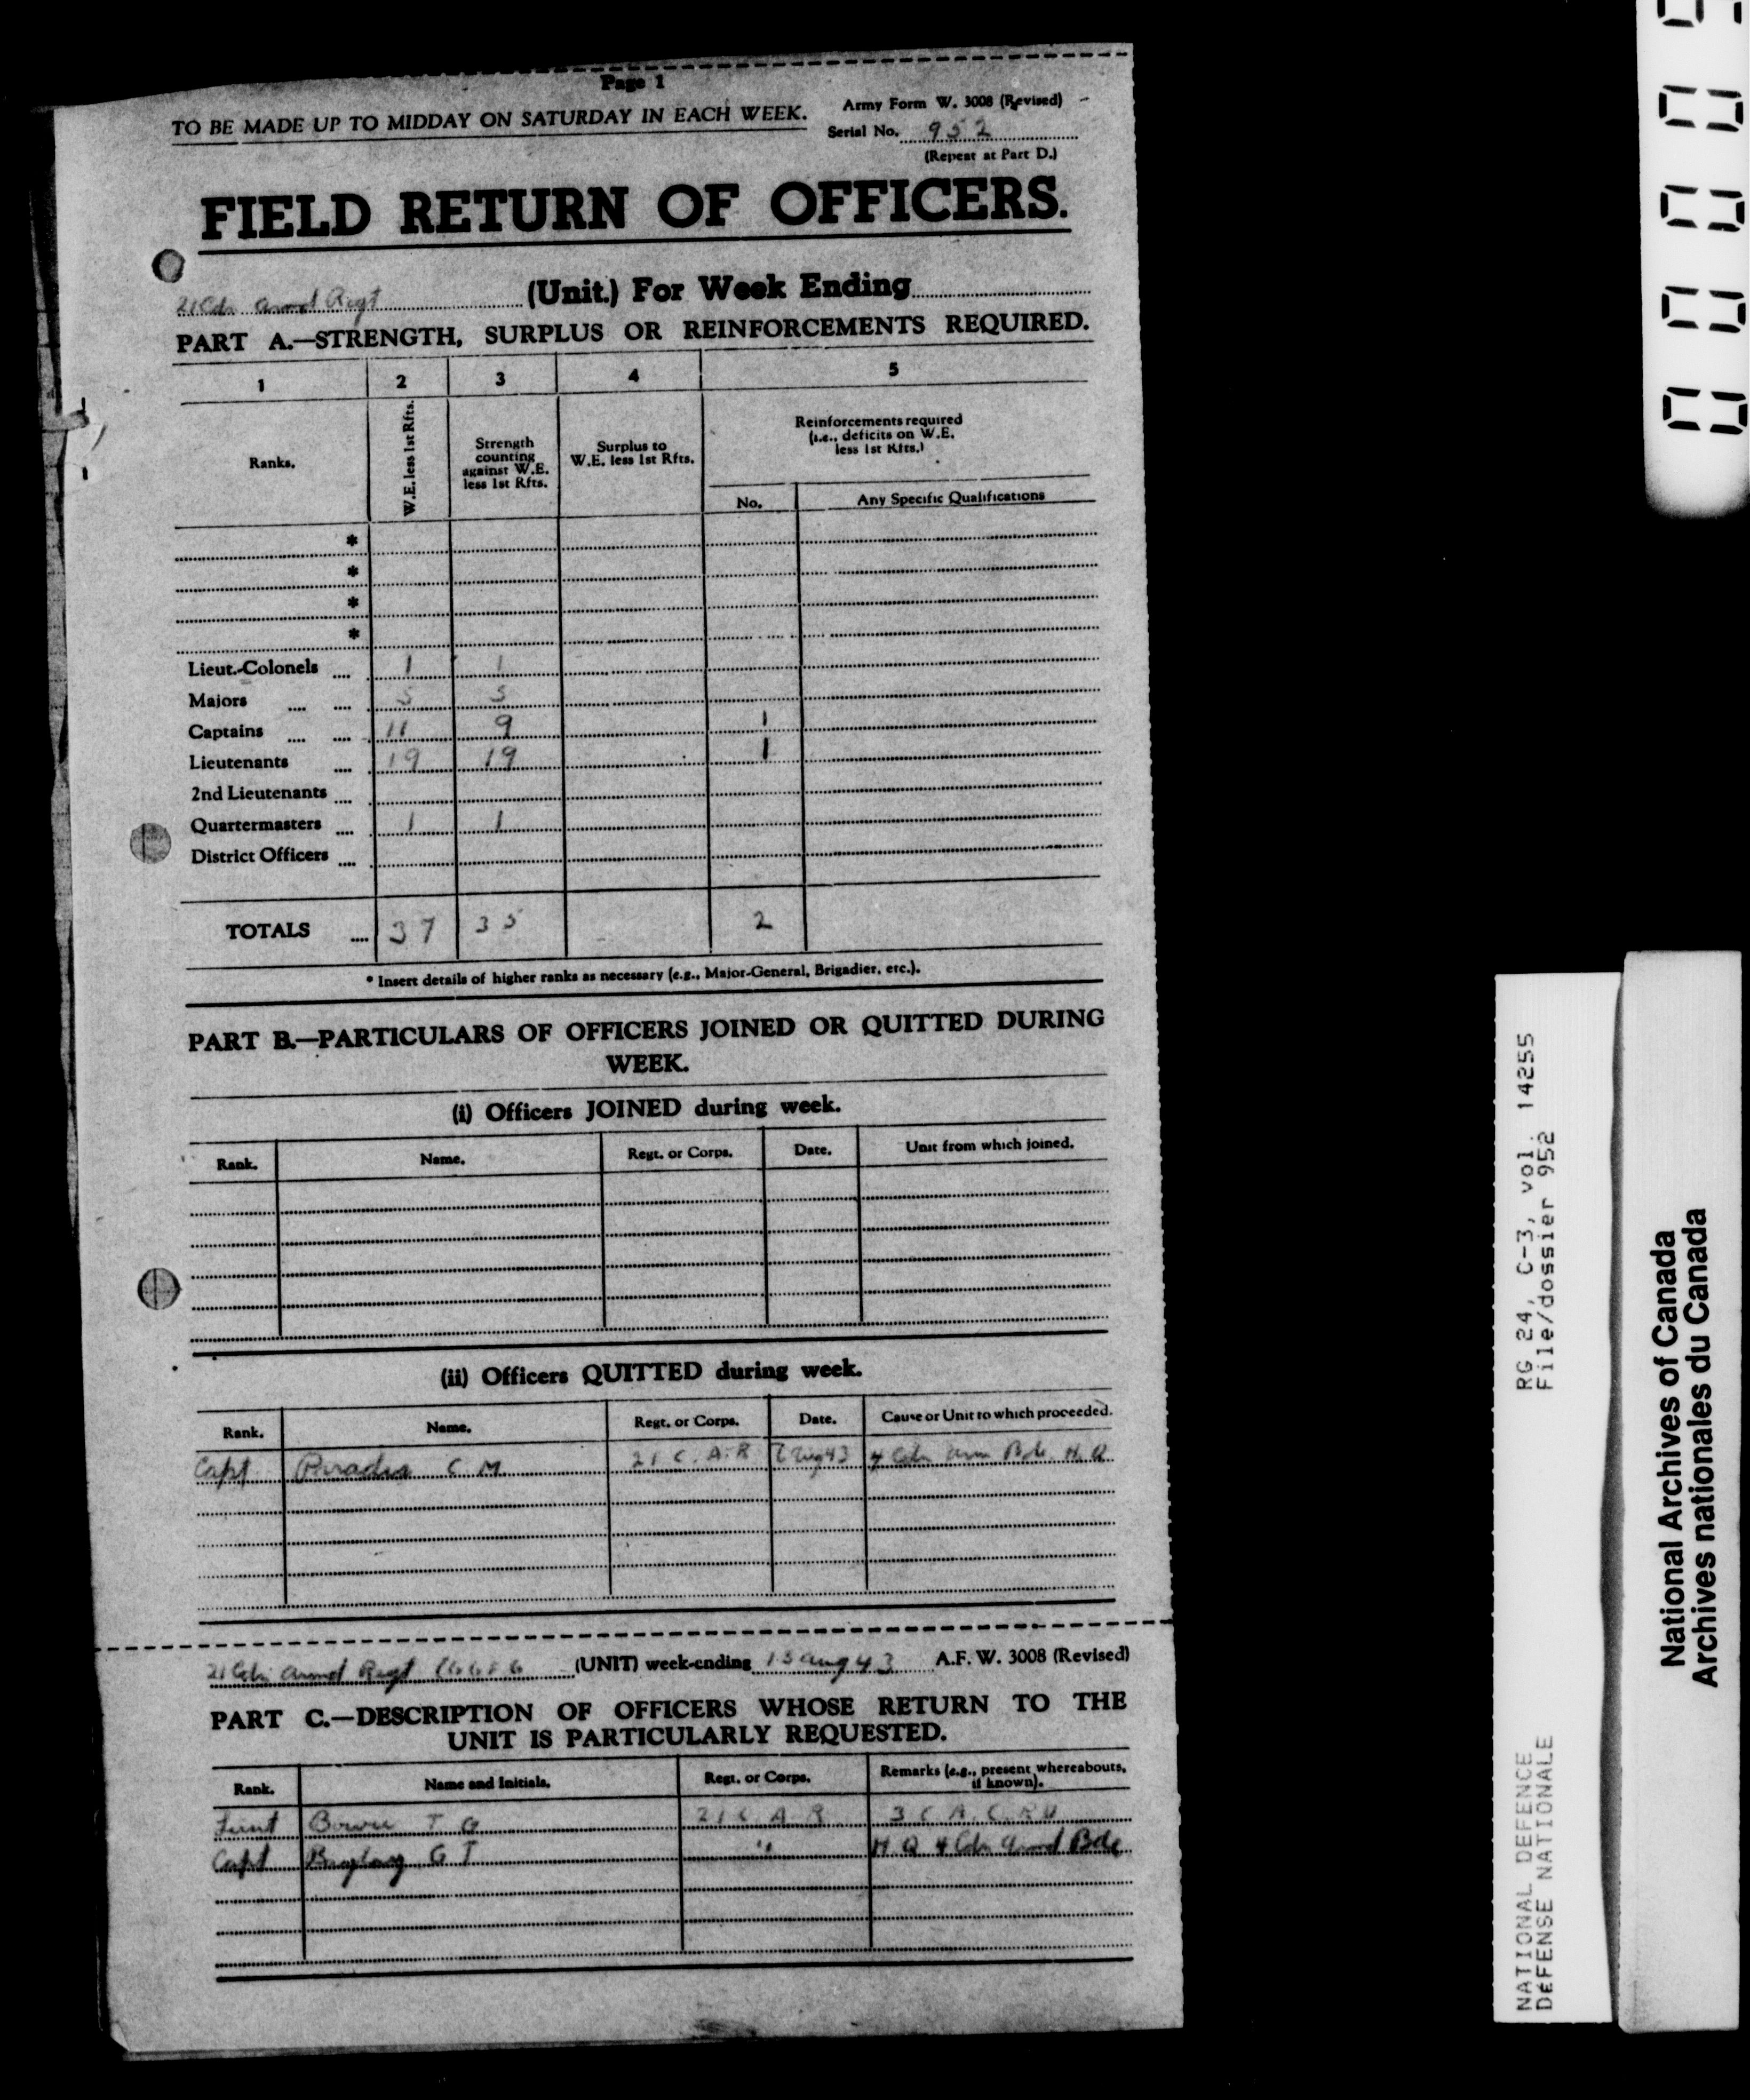 Page 1
TO BE MADE UP TO MIDDAY ON SATURDAY IN EACH WEEK.
Army Form W. 3008 (Revised)
Serial No. 952
(Repeat at Part D.)
FIELD RETURN OF OFFICERS.
21 Cdn Armd Regt (Unit.) For Week Ending
PART A.—STRENGTH, SURPLUS OR REINFORCEMENTS REQUIRED.
1 2 3 4 5
Ranks.
W.E. less 1st Rfts.
Strength counting against W.E. less 1st Rfts.
Surplus to W.E. less 1st Rfts.
Reinforcements required (i.e., deficits on W.E. less 1st Rfts.)
No. Any Specific Qualifications
*
*
*
*
Lieut.-Colonels 1 1
Majors 5 5
Captains 11 9 1
Lieutenants 19 19 1
2nd Lieutenants
Quartermasters 1 1
District Officers
TOTALS 37 35 2
* Insert details of higher ranks as necessary (e.g., Major-General, Brigadier, etc.).
PART B.—PARTICULARS OF OFFICERS JOINED OR QUITTED DURING
WEEK.
(i) Officers JOINED during week.
Rank. Name. Regt. or Corps. Date. Unit from which joined.
(ii) Officers QUITTED during week.
Rank. Name. Regt. or Corps. Date. Cause or Unit to which proceeded.
Capt Paradis C M 21 C.A.R Aug 43 4 Cdn Arm Bde H.Q
21 Cdn Armd Regt (UNIT) week-ending Aug 43 A.F. W. 3008 (Revised)
PART C.—DESCRIPTION OF OFFICERS WHOSE RETURN TO THE
UNIT IS PARTICULARLY REQUESTED.
Rank. Name and Initials. Regt. or Corps. Remarks (e.g., present whereabouts, if known).
Lieut Bowie T G 21 C A R 3 C A C R U
Capt G T " H Q 4 Cdn Armd Bde
RG 24, C-3, vol. 14255
File/dossier 952
NATIONAL DEFENCE
DEFENSE NATIONALE
National Archives of Canada
Archives nationales du Canada